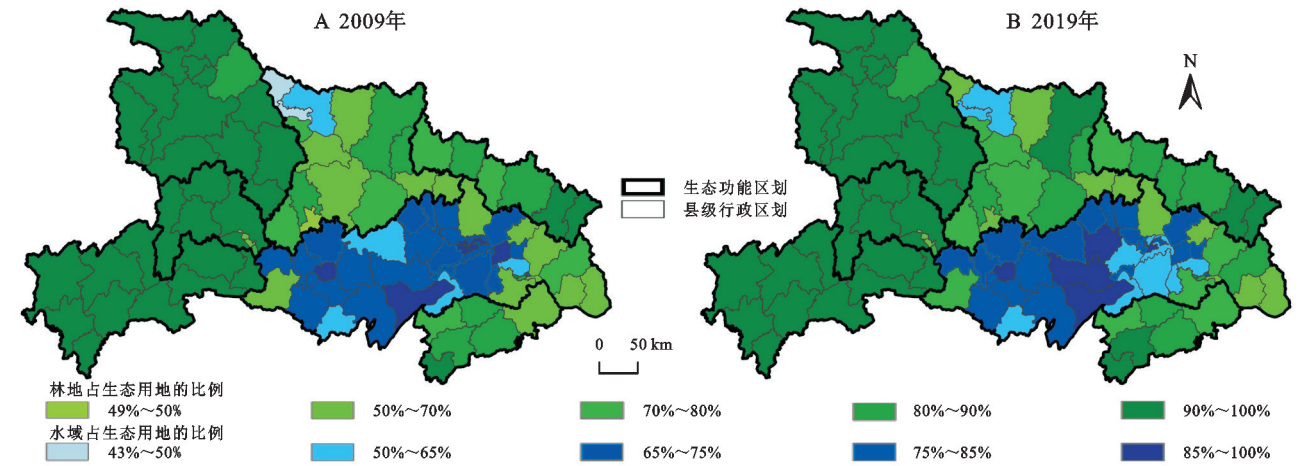 A 2009年
B 2019年
N
生态功能区划
县级行政区划
0 50 km
林地占生态用地的比例
49%~50% 50%~70% 70%~80% 80%~90% 90%~100%
水域占生态用地的比例
43%~50% 50%~65% 65%~75% 75%~85% 85%~100%